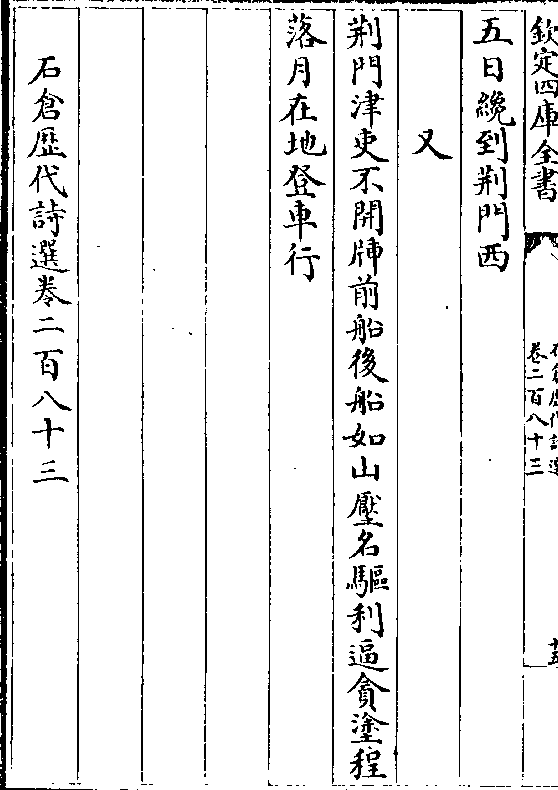 欽定四庫全書
石倉歷代詩選
卷二百八十三
十五
五日纔到荆門西
又
荆門津吏不開牐前船後船如山壓名驅利逼貪塗程
落月在地登車行
石倉歷代詩選卷二百八十三